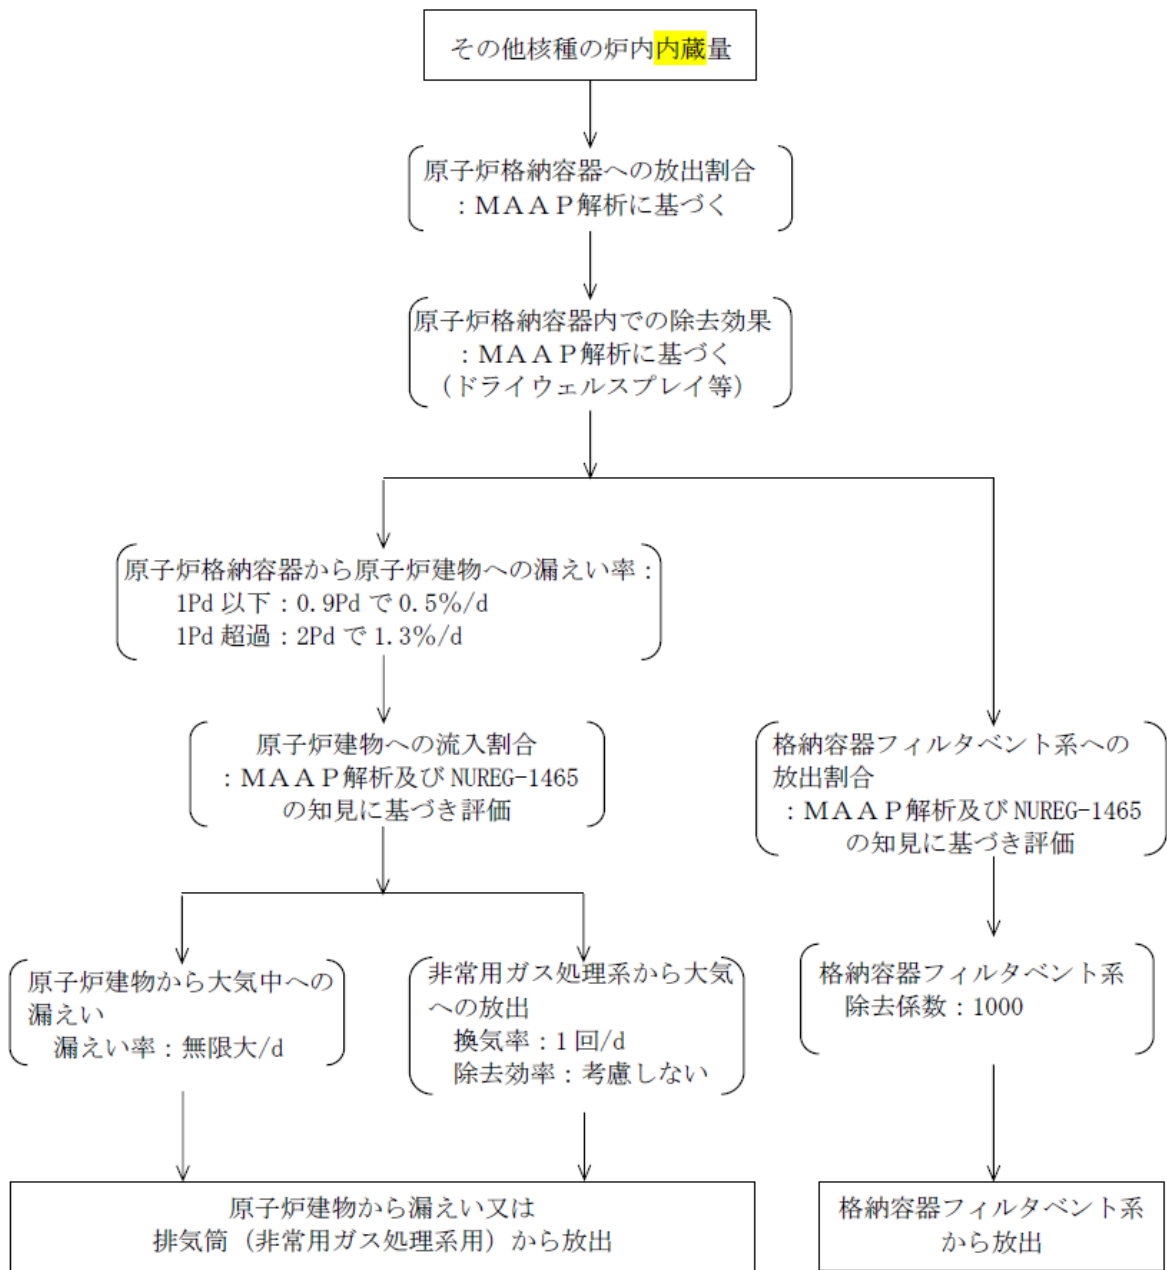 その他核種の炉内内蔵量
原子炉格納容器への放出割合
：ＭＡＡＰ解析に基づく
原子炉格納容器内での除去効果
：ＭＡＡＰ解析に基づく
（ドライウェルスプレイ等）
原子炉格納容器から原子炉建物への漏えい率：
1Pd 以下：0.9Pd で 0.5%/d
1Pd 超過：2Pd で 1.3%/d
原子炉建物への流入割合
：ＭＡＡＰ解析及び NUREG-1465
の知見に基づき評価
格納容器フィルタベント系への
放出割合
：ＭＡＡＰ解析及び NUREG-1465
の知見に基づき評価
原子炉建物から大気中への
漏えい
漏えい率：無限大/d
非常用ガス処理系から大気
への放出
換気率：1 回/d
除去効率：考慮しない
格納容器フィルタベント系
除去係数：1000
原子炉建物から漏えい又は
排気筒（非常用ガス処理系用）から放出
格納容器フィルタベント系
から放出